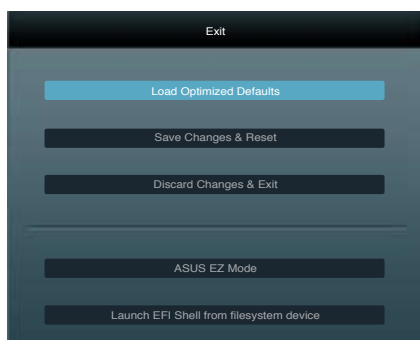 Exit
Load Optimized Defaults
Save Changes & Reset
Discard Changes & Exit
ASUS EZ Mode
Launch EFI Shell from filesystem device